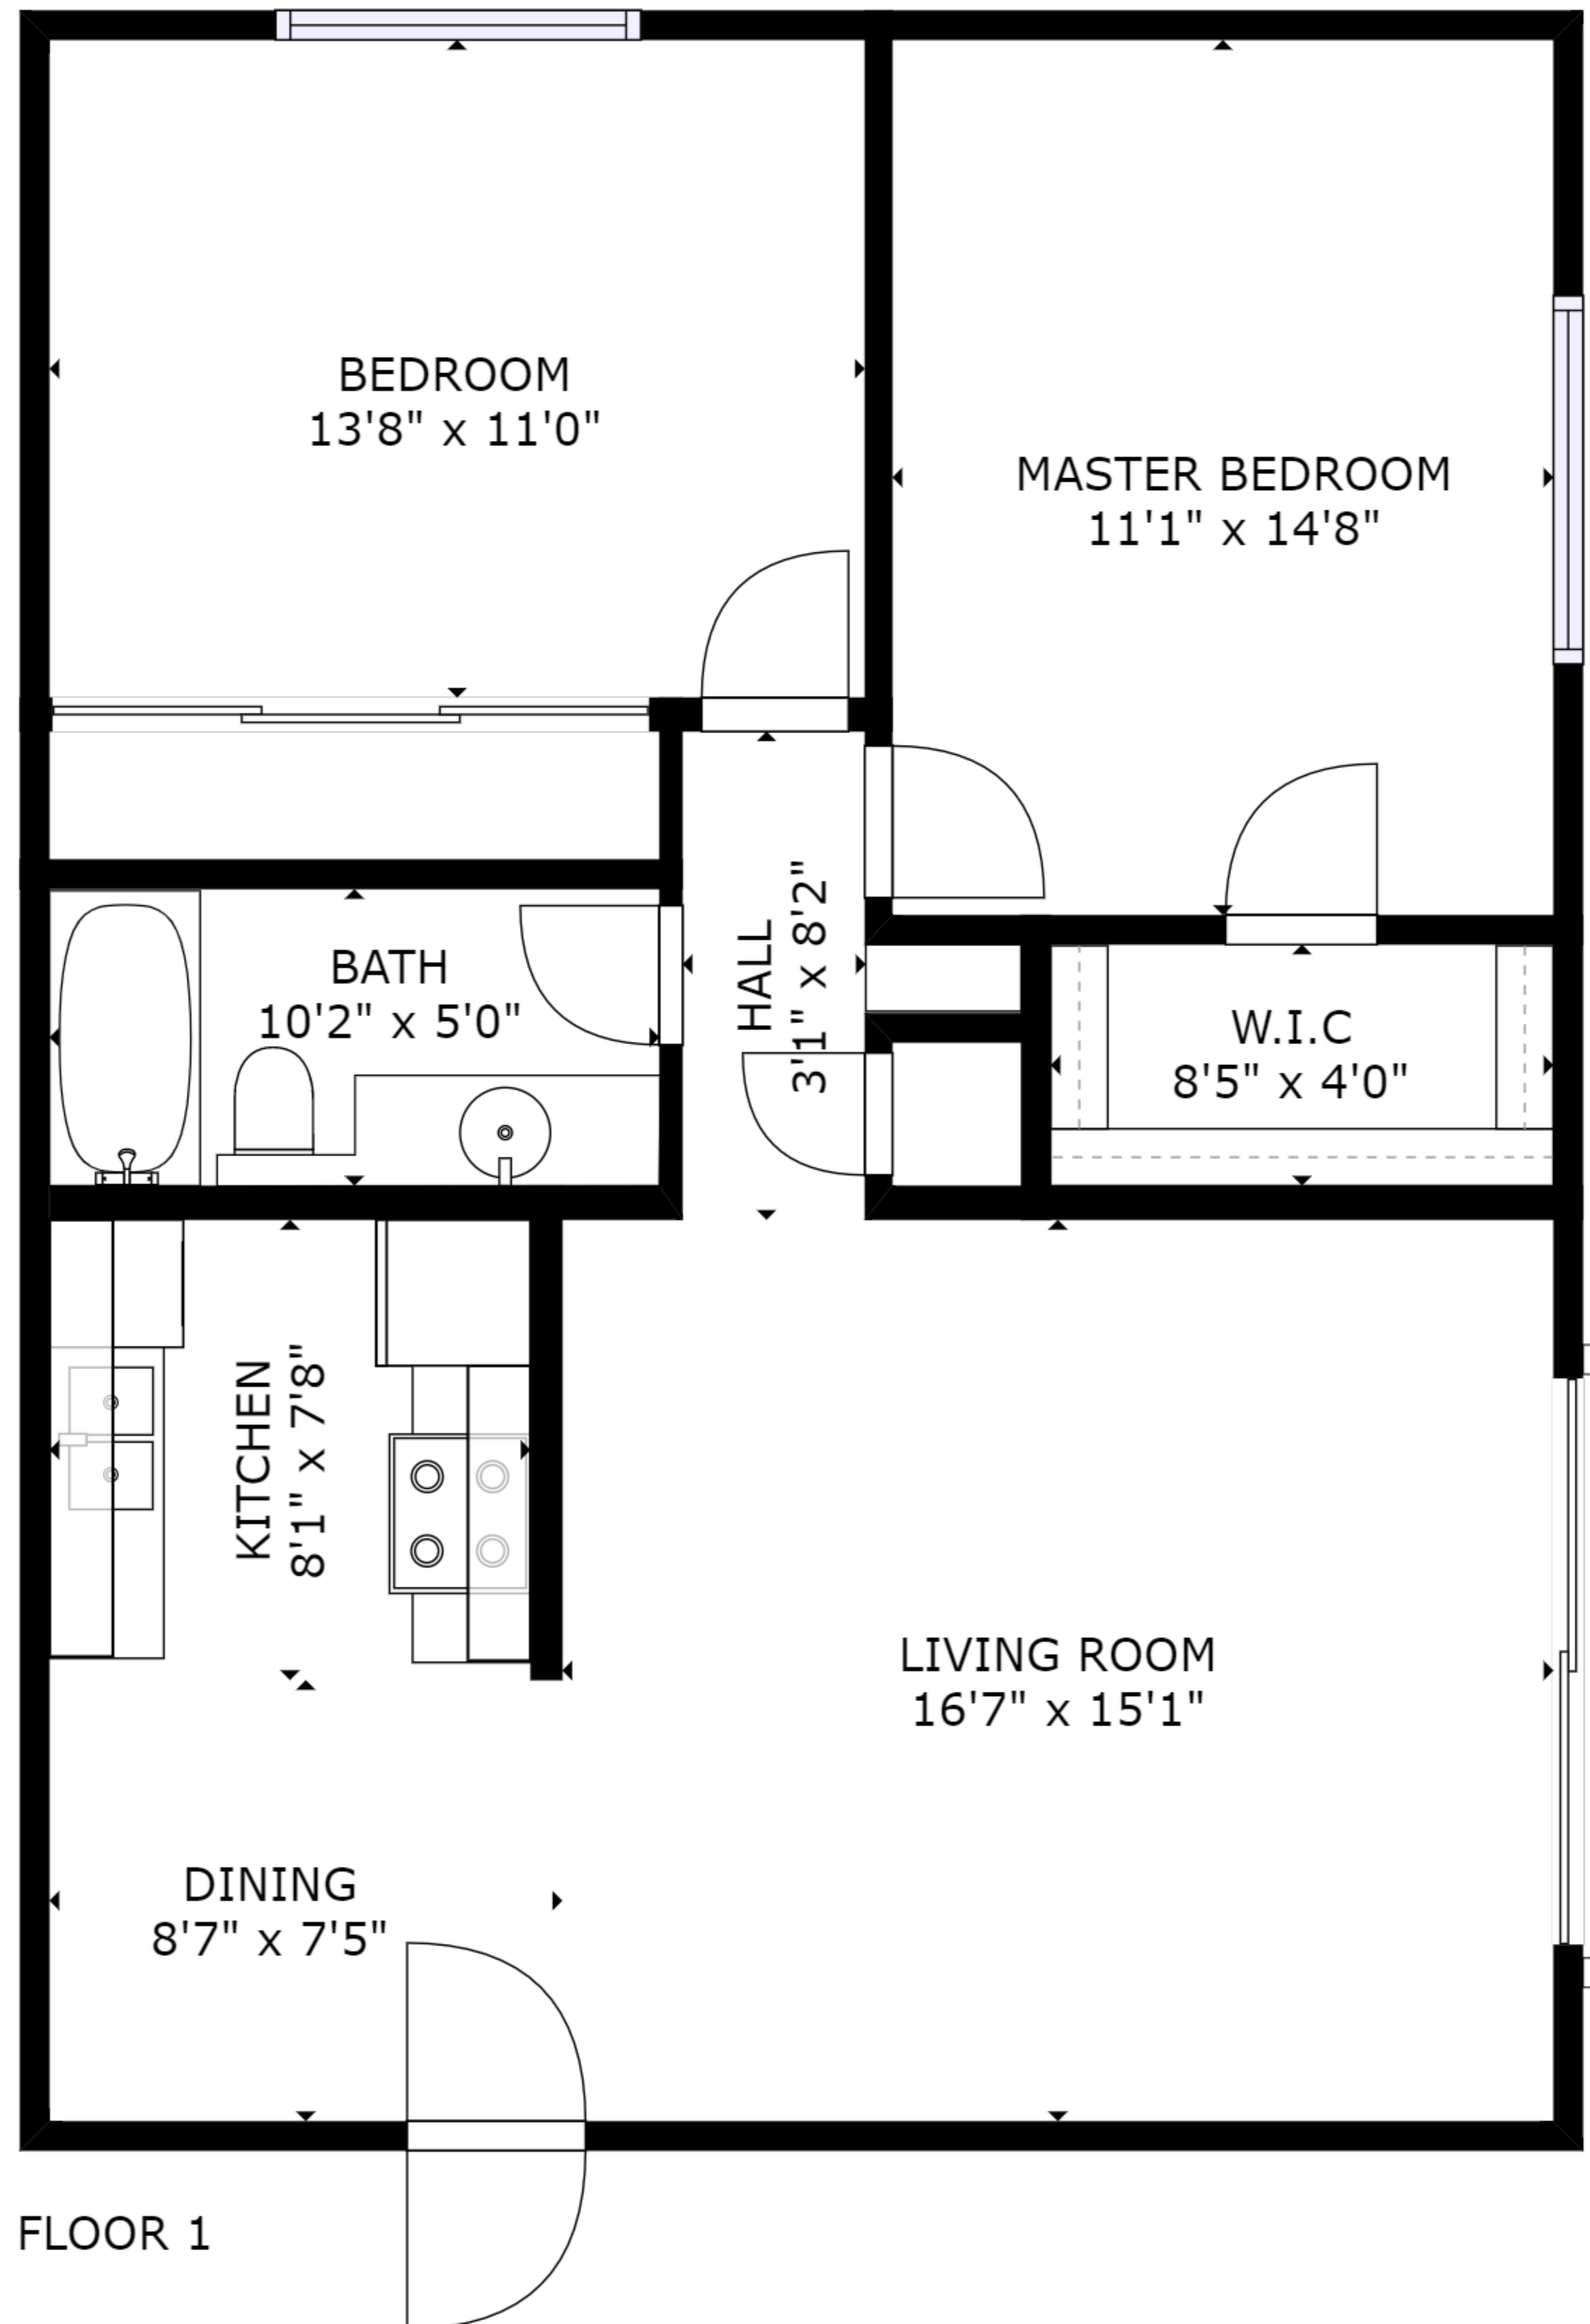 BEDROOM
13'8" x 11'0"
MASTER BEDROOM
11'1" x 14'8"
BATH
10'2" x 5'0"
HALL
3'1" x 8'2"
W.I.C
8'5" x 4'0"
KITCHEN
8'1" x 7'8"
LIVING ROOM
16'7" x 15'1"
DINING
8'7" x 7'5"
FLOOR 1